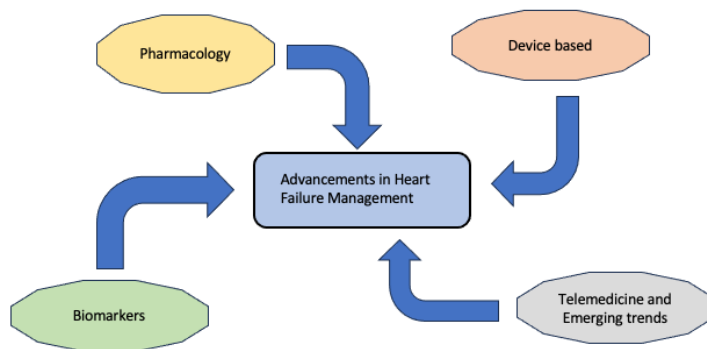 Pharmacology
Device based
Advancements in Heart
Failure Management
Biomarkers
Telemedicine and
Emerging trends